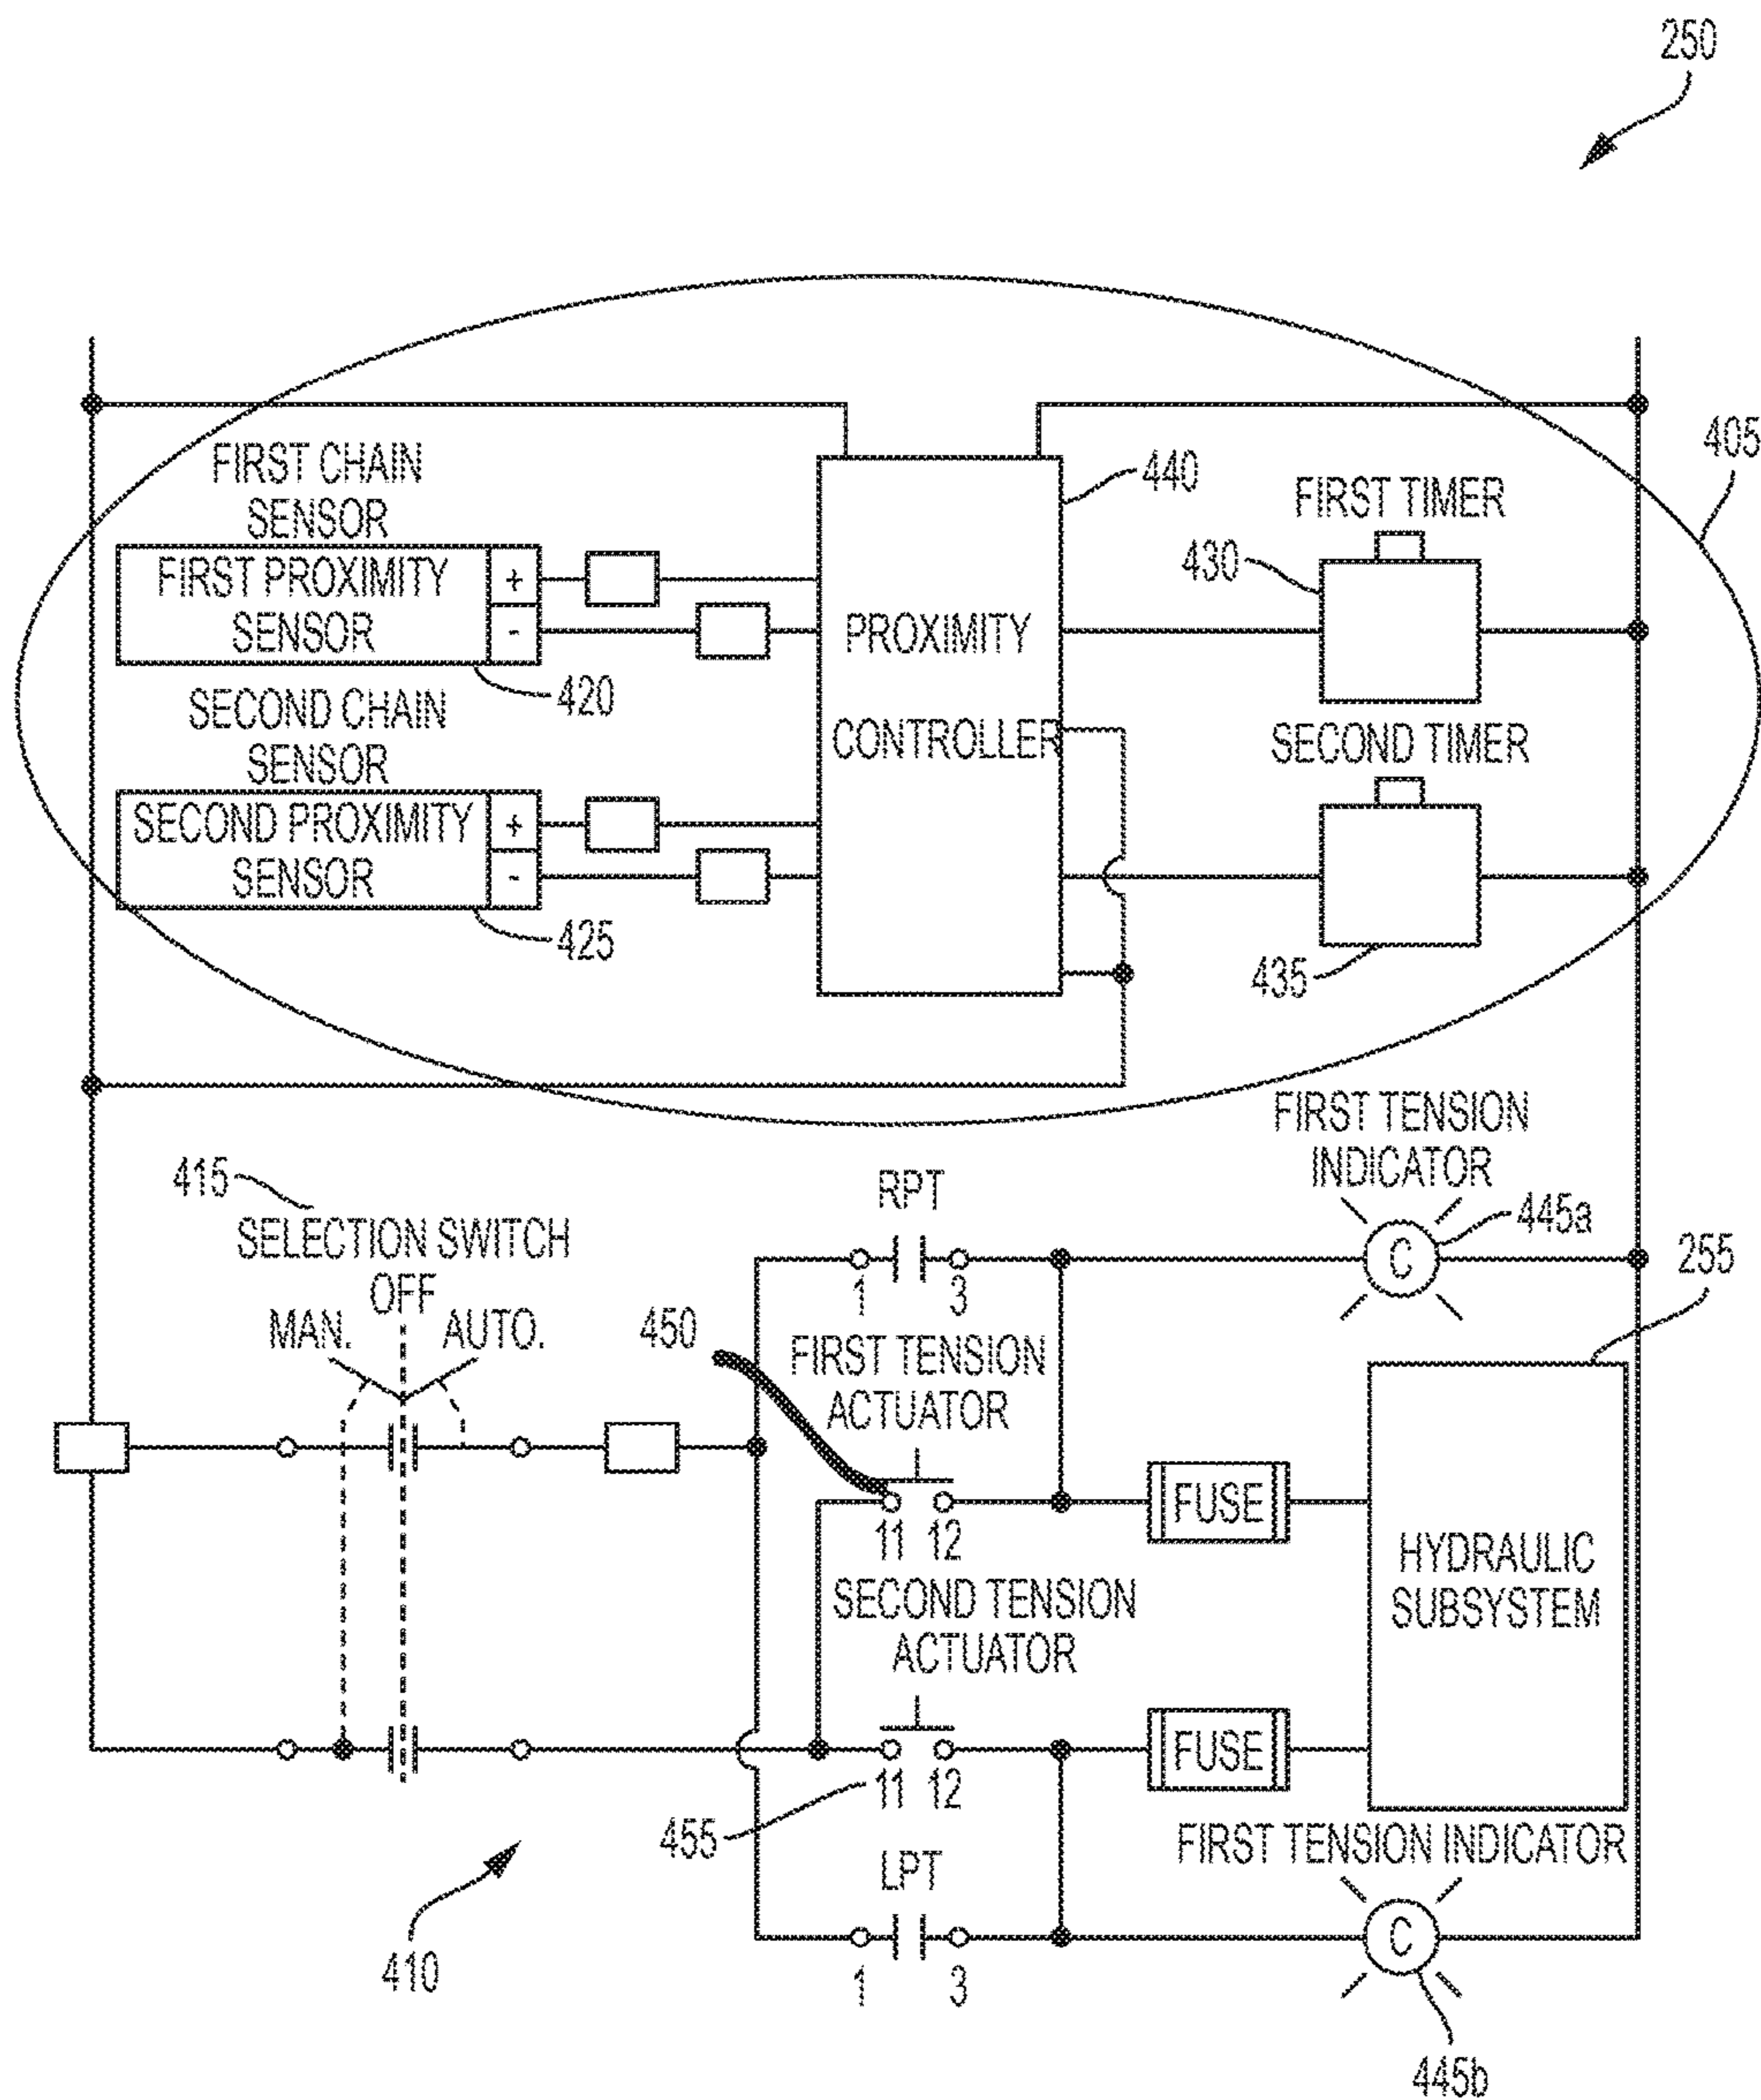 250
405
FIRST CHAIN
SENSOR
FIRST PROXIMITY
SENSOR
+
-
420
SECOND CHAIN
SENSOR
SECOND PROXIMITY
SENSOR
+
-
425
440
PROXIMITY
CONTROLLER
FIRST TIMER
430
SECOND TIMER
435
415
SELECTION SWITCH
OFF
MAN.
AUTO.
RPT
1
3
FIRST TENSION
INDICATOR
445a
C
255
450
FIRST TENSION
ACTUATOR
11 12
FUSE
HYDRAULIC
SUBSYSTEM
SECOND TENSION
ACTUATOR
11 12
455
FUSE
FIRST TENSION INDICATOR
LPT
1
3
C
445b
410